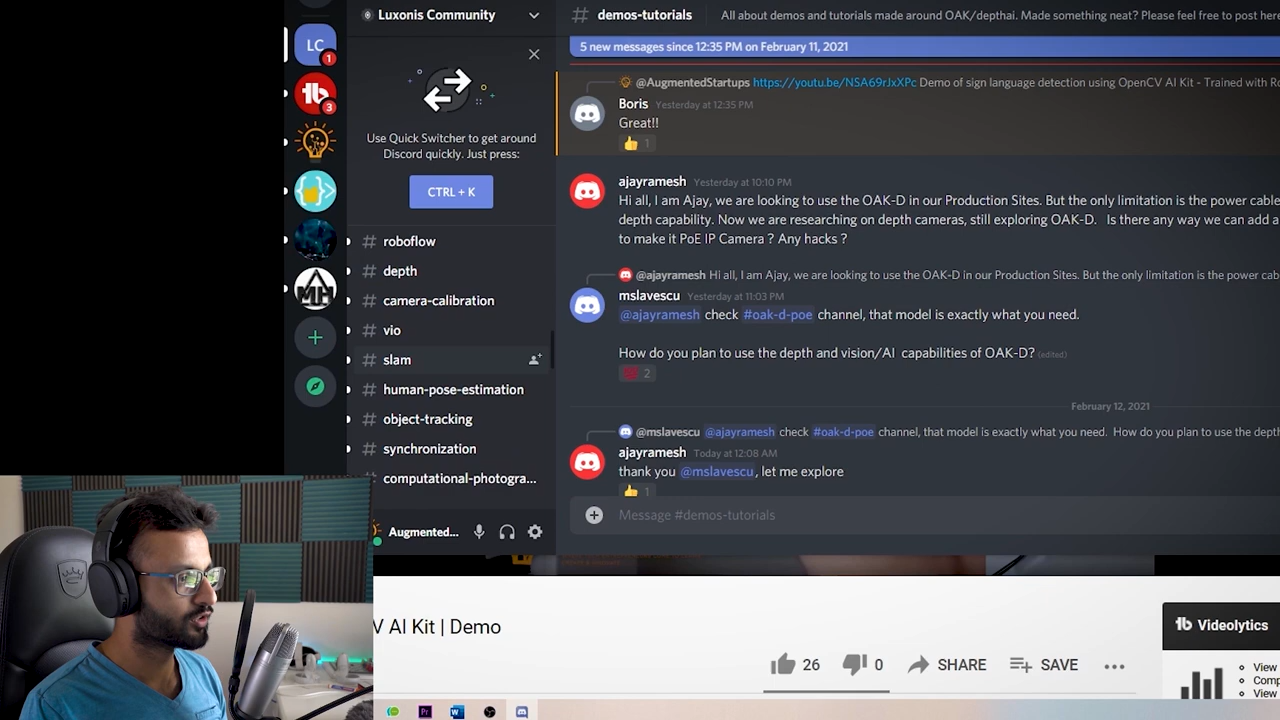 Luxonis Community
# demos-tutorials
All about demos and tutorials made around OAK/depthai. Made something neat? Please feel free to post here
LC
1
3
MH
Use Quick Switcher to get around
Discord quickly. Just press:
CTRL + K
# roboflow
# depth
# camera-calibration
# vio
# slam
# human-pose-estimation
# object-tracking
# synchronization
# computational-photogra...
Augmented...
5 new messages since 12:35 PM on February 11, 2021
@AugmentedStartups https://youtu.be/NSA69rJxXPc Demo of sign language detection using OpenCV AI Kit - Trained with Ro
Boris Yesterday at 12:35 PM
Great!!
👍 1
ajayramesh Yesterday at 10:10 PM
Hi all, I am Ajay, we are looking to use the OAK-D in our Production Sites. But the only limitation is the power cable
depth capability. Now we are researching on depth cameras, still exploring OAK-D. Is there any way we can add a
to make it PoE IP Camera ? Any hacks ?
@ajayramesh Hi all, I am Ajay, we are looking to use the OAK-D in our Production Sites. But the only limitation is the power cab
mslavescu Yesterday at 11:03 PM
@ajayramesh check #oak-d-poe channel, that model is exactly what you need.
How do you plan to use the depth and vision/AI capabilities of OAK-D? (edited)
💯 2
February 12, 2021
@mslavescu @ajayramesh check #oak-d-poe channel, that model is exactly what you need. How do you plan to use the depth
ajayramesh Today at 12:08 AM
thank you @mslavescu, let me explore
👍 1
Message #demos-tutorials
V AI Kit | Demo
26
0
SHARE
SAVE
tb Videolytics
View
Comp
View
Pr
W